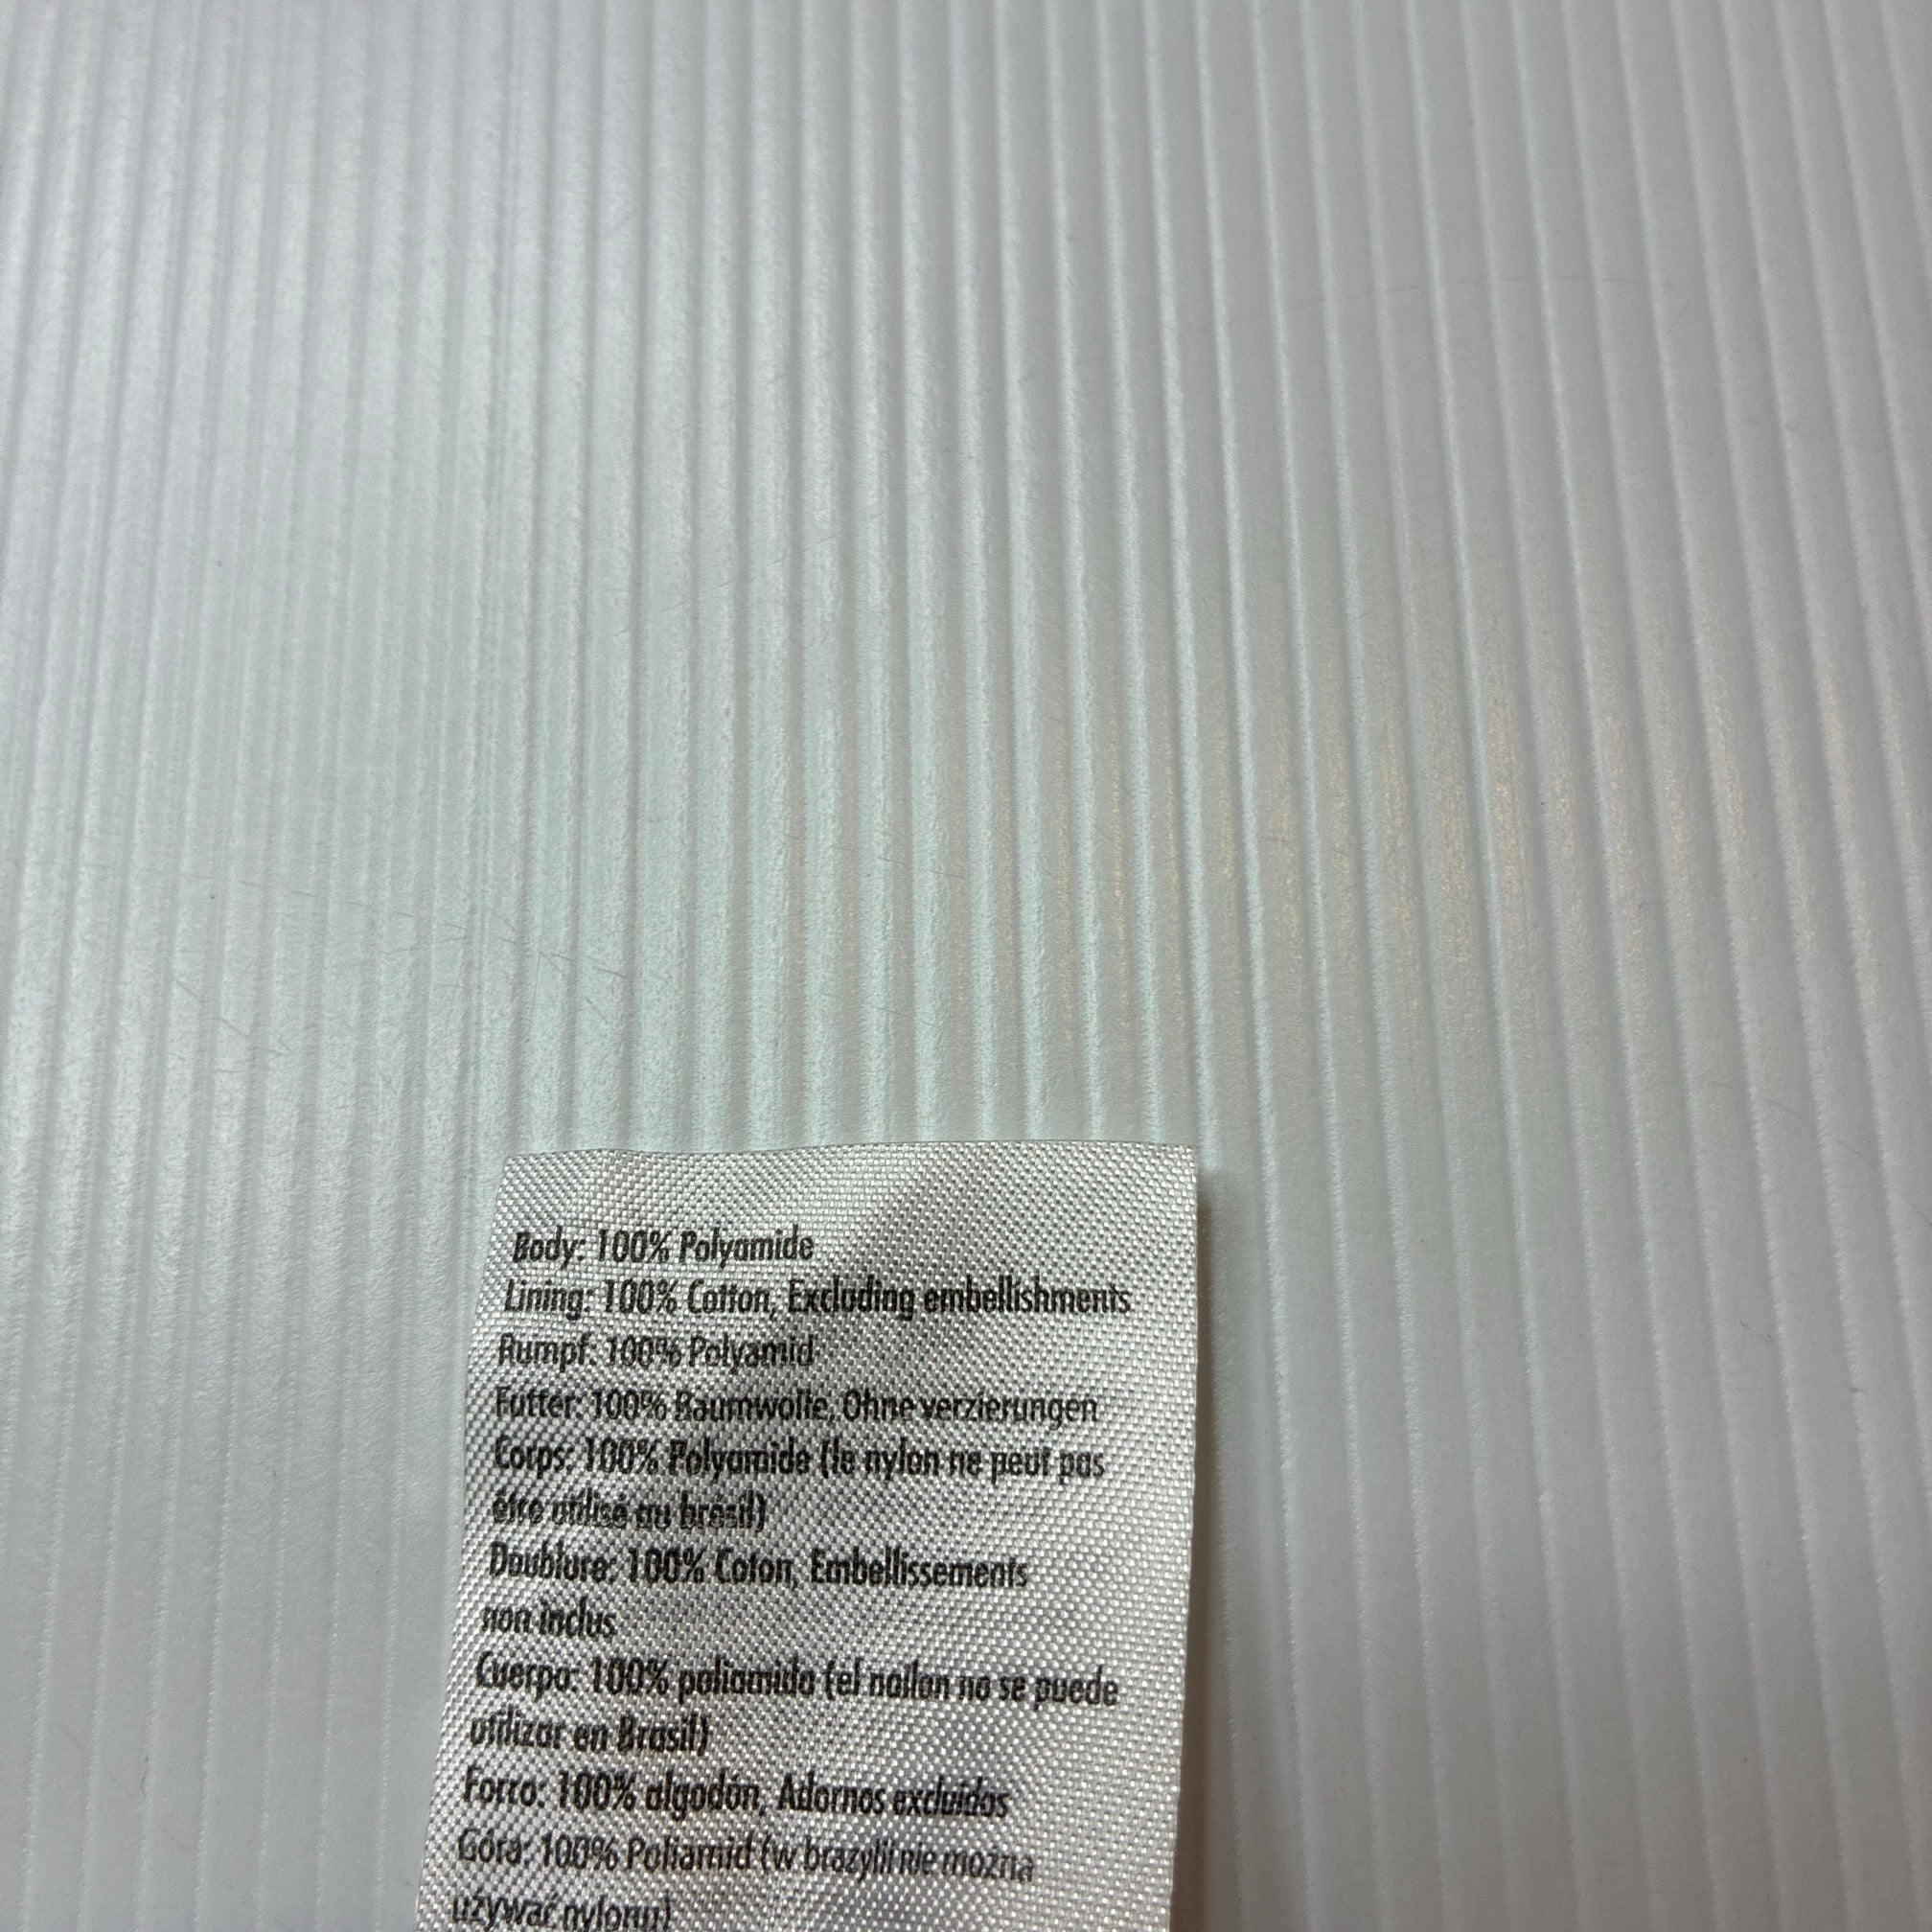 Body: 100% Polyamide
Lining: 100% Cotton, Excluding embellishments
Rumpf: 100% Polyamid
Futter: 100% Baumwolle, Ohne verzierungen
Corps: 100% Polyamide (le nylon ne peut pas
être utilisé au brésil)
Doublure: 100% Coton, Embellissements
non inclus
Cuerpo: 100% poliamida (el nailon no se puede
utilizar en Brasil)
Forro: 100% algodón, Adornos excluidos
Góra: 100% Poliamid (w brazylii nie można
używać nylonu)